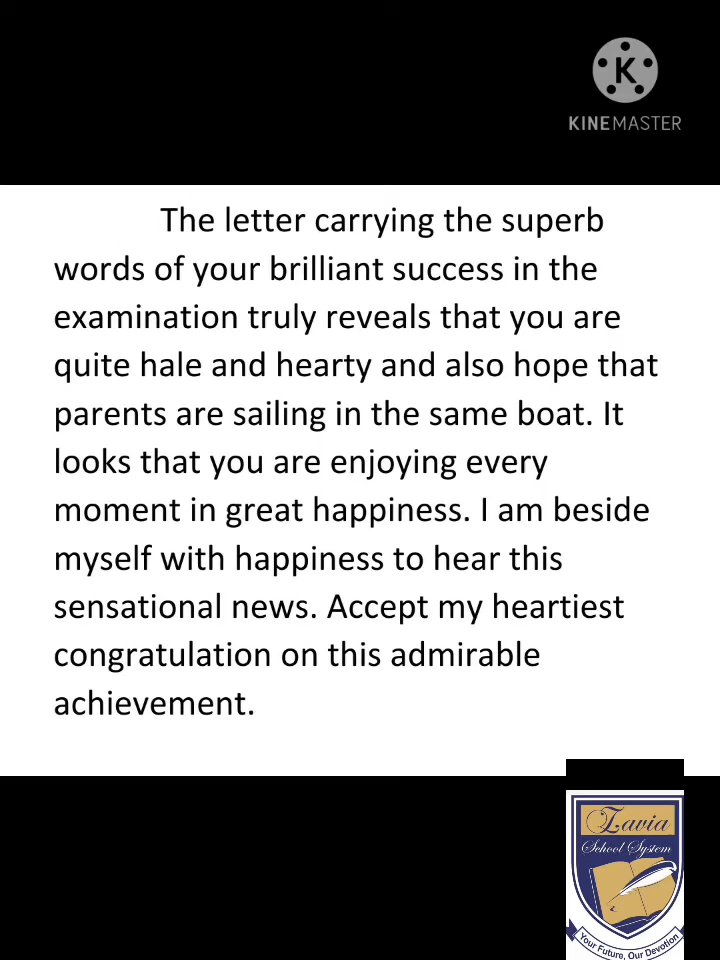 KINEMASTER
The letter carrying the superb
words of your brilliant success in the
examination truly reveals that you are
quite hale and hearty and also hope that
parents are sailing in the same boat. It
looks that you are enjoying every
moment in great happiness. I am beside
myself with happiness to hear this
sensational news. Accept my heartiest
congratulation on this admirable
achievement.
Zavia
School System
Your Future, Our Devotion